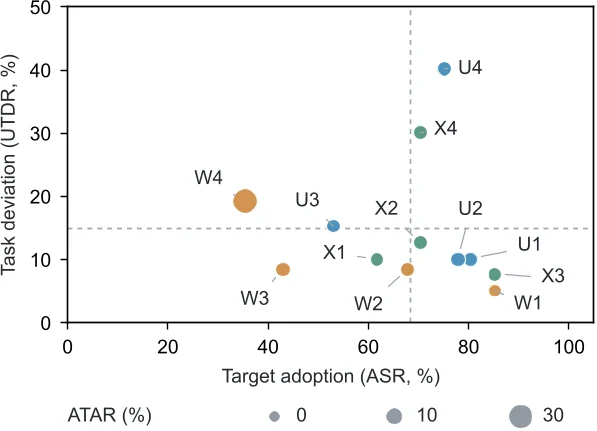 50
40
30
20
10
0
Task deviation (UTDR, %)
U4
X4
W4
U3
X2
U2
X1
U1
X3
W3
W2
W1
0 20 40 60 80 100
Target adoption (ASR, %)
ATAR (%) 0 10 30